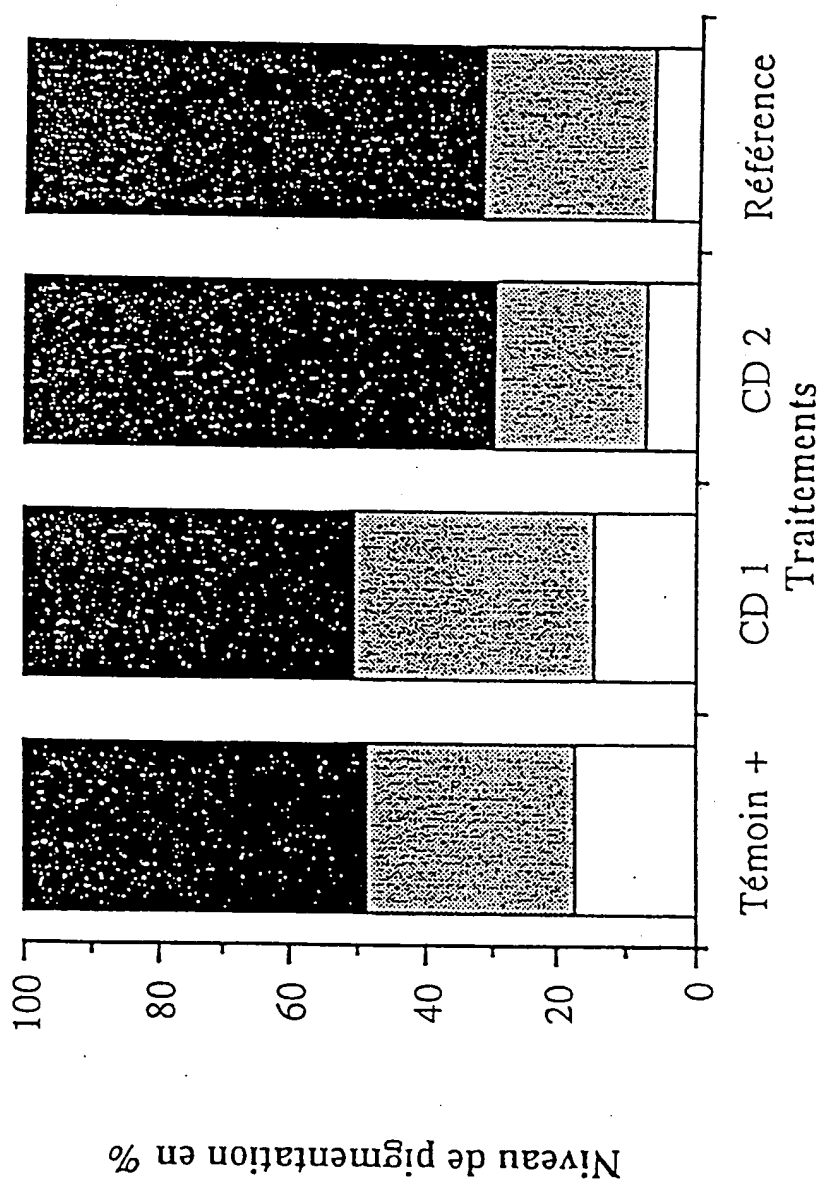 Niveau de pigmentation en %
100
80
60
40
20
0
Témoin +
CD 1
CD 2
Référence
Traitements